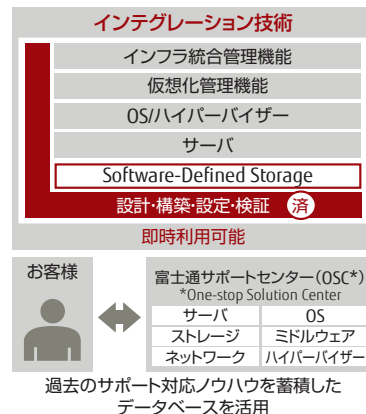 インテグレーション技術
インフラ統合管理機能
仮想化管理機能
OS/ハイパーバイザー
サーバ
Software-Defined Storage
設計・構築・設定・検証 済
即時利用可能
お客様
富士通サポートセンター（OSC*）
*One-stop Solution Center
サーバ OS
ストレージ ミドルウェア
ネットワーク ハイパーバイザー
過去のサポート対応ノウハウを蓄積した
データベースを活用